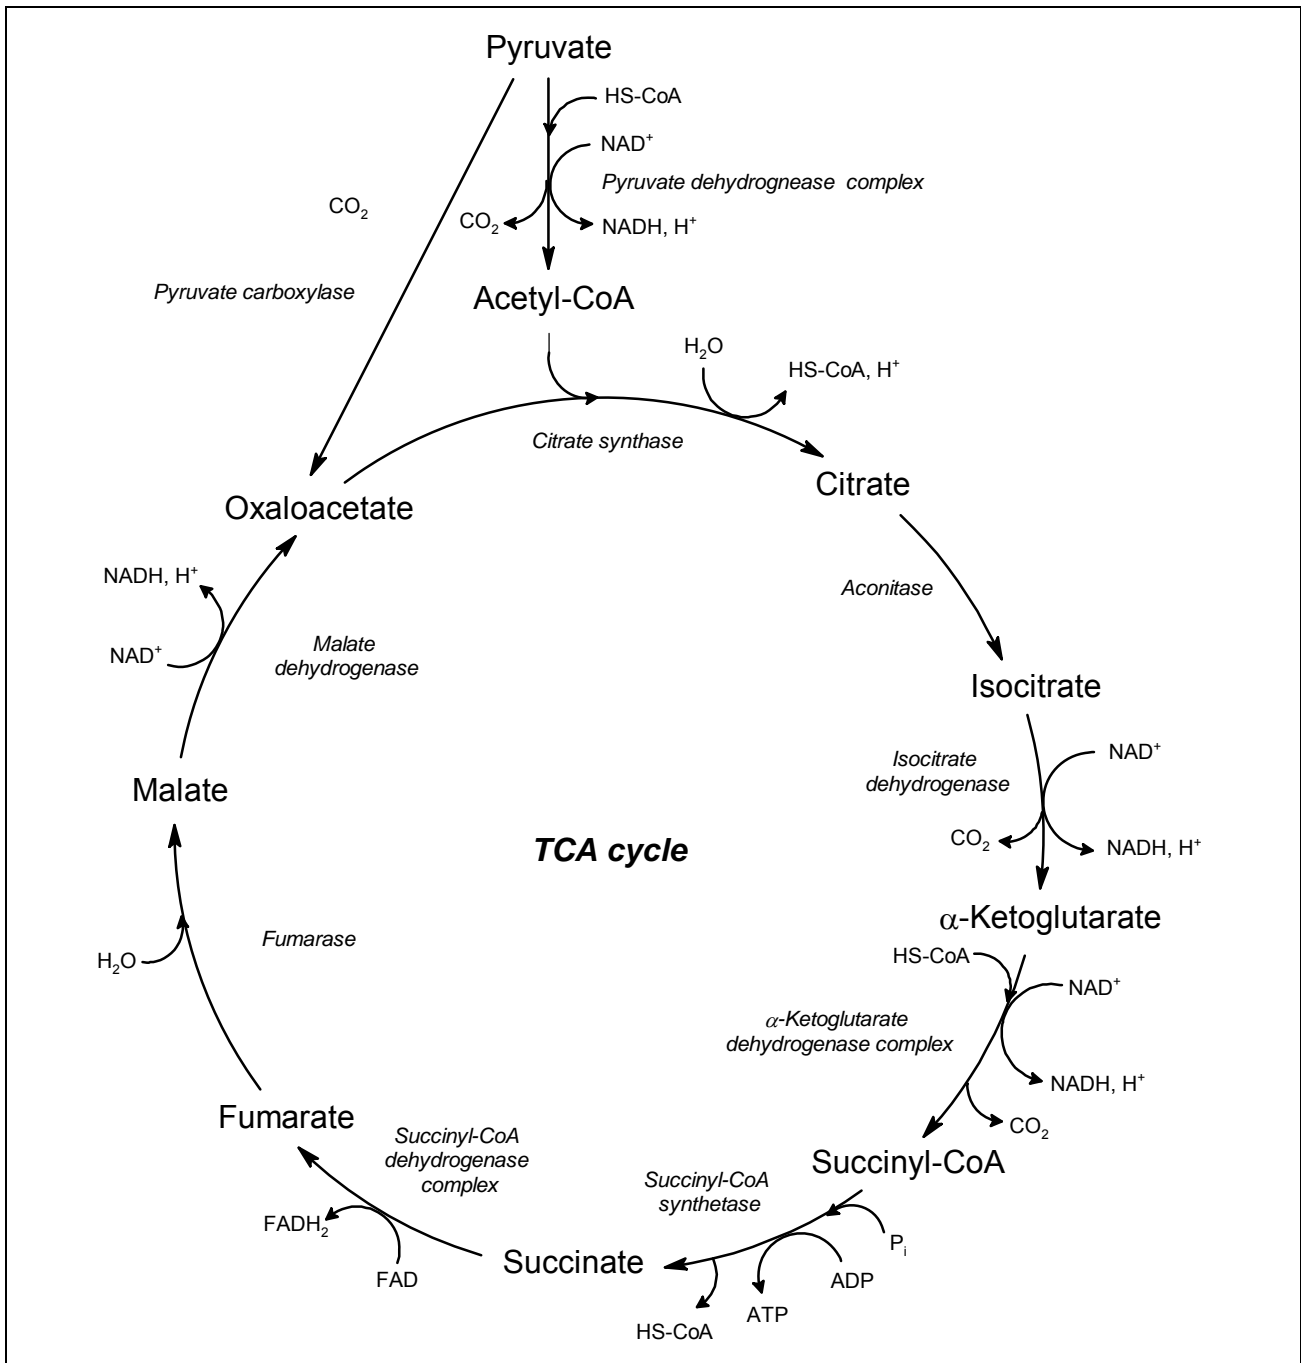 Pyruvate
HS-CoA
NAD⁺
Pyruvate dehydrognease complex
CO₂
CO₂
NADH, H⁺
Pyruvate carboxylase
Acetyl-CoA
H₂O
HS-CoA, H⁺
Citrate synthase
Citrate
Oxaloacetate
NADH, H⁺
Aconitase
Malate
dehydrogenase
NAD⁺
Isocitrate
Isocitrate
dehydrogenase
NAD⁺
Malate
TCA cycle
CO₂
NADH, H⁺
α-Ketoglutarate
Fumarase
H₂O
HS-CoA
NAD⁺
α-Ketoglutarate
dehydrogenase complex
NADH, H⁺
Fumarate
CO₂
Succinyl-CoA
dehydrogenase
complex
Succinyl-CoA
Succinyl-CoA
synthetase
FADH₂
Pᵢ
Succinate
FAD
ADP
ATP
HS-CoA